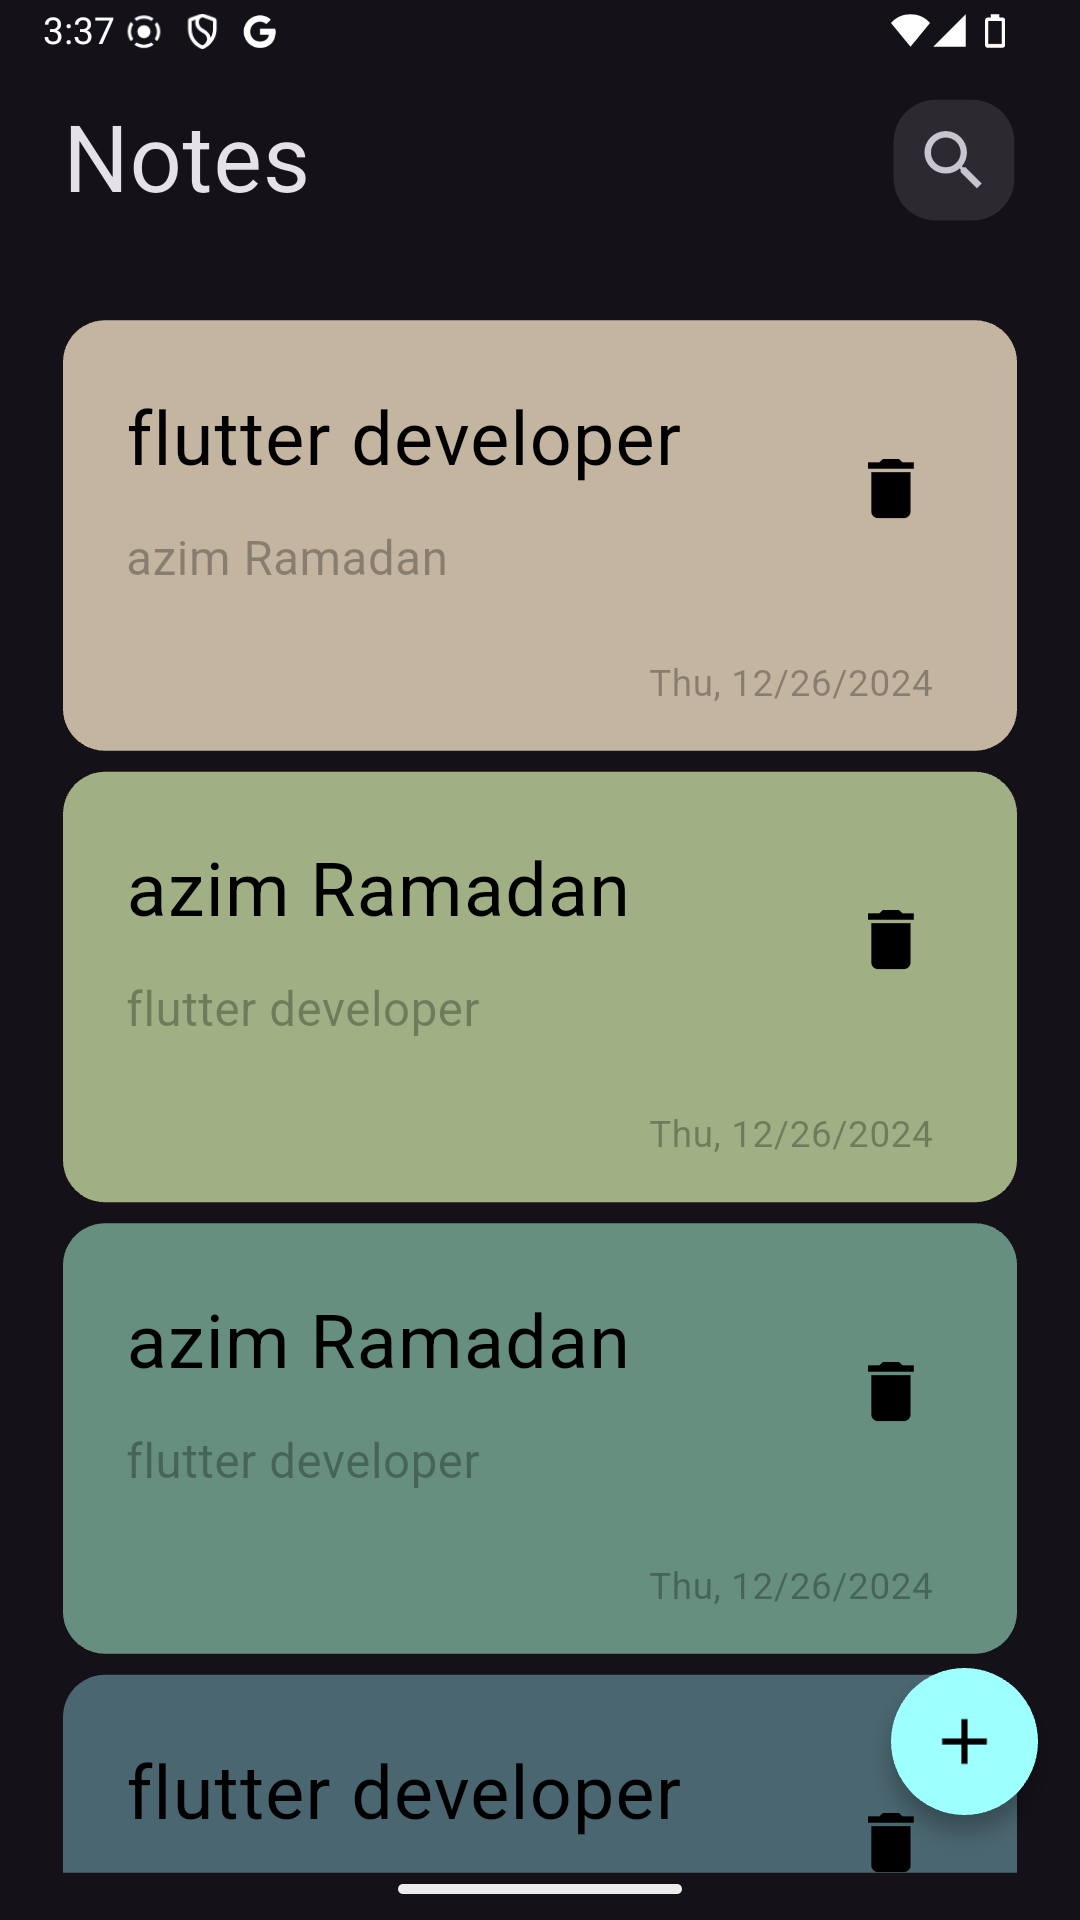 3:37
Notes
flutter developer
azim Ramadan
Thu, 12/26/2024
azim Ramadan
flutter developer
Thu, 12/26/2024
azim Ramadan
flutter developer
Thu, 12/26/2024
flutter developer